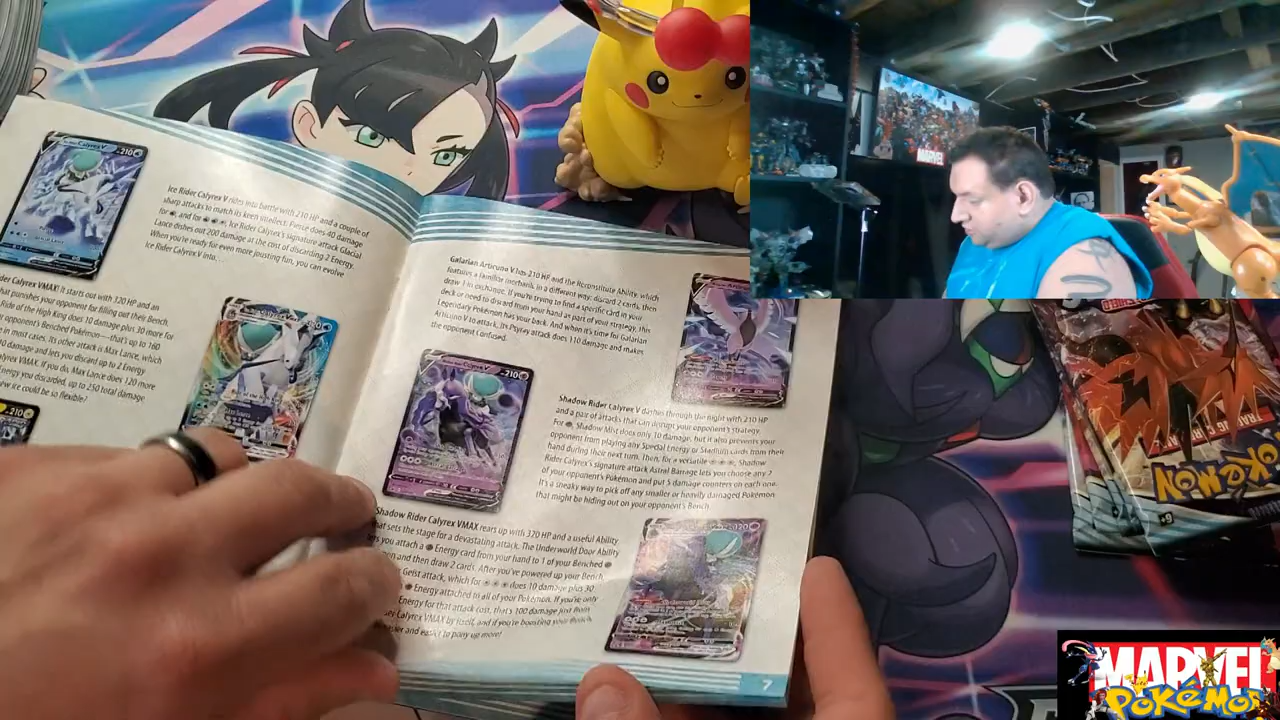 Ice Rider Calyrex V rides into battle with 210 HP and a couple of
sharp attacks to match its keen intellect: Pierce does 40 damage
for , and for , Ice Rider Calyrex V's signature attack Glacial
Lance dishes out 200 damage at the cost of discarding 2 Energy.
When you're ready for even more jousting fun, you can evolve
Ice Rider Calyrex V into...
Calyrex V
210
VMAX! It starts out with 320 HP and an
that punishes your opponent for filling out their Bench.
Ride of the High King does 10 damage plus 30 more for
opponent's Benched Pokémon—that's up to 160
in most cases. Its other attack is Max Lance, which
10 damage and lets you discard up to 2 Energy
Calyrex VMAX. If you do, Max Lance does 120 more
Energy you discarded, up to 250 total damage.
ice could be so flexible?
210
Galarian Articuno V has 210 HP and the Reconstitute Ability, which
features a familiar mechanic in a different way: discard 2 cards, then
draw 1 in exchange. If you're trying to find a specific card in your
deck or need to discard from your hand as part of your strategy, this
Legendary Pokémon has your back. And when it's time for Galarian
Articuno V to attack, its Psyray attack does 110 damage and makes
the opponent Confused.
210
Shadow Rider Calyrex V dashes through the night with 210 HP
and a pair of attacks that can disrupt your opponent's strategy.
For , Shadow Mist does only 10 damage, but it also prevents your
opponent from playing any Special Energy or Stadium cards from their
hand during their next turn. Then, for a versatile , Shadow
Rider Calyrex's signature attack Astral Barrage lets you choose any 2
of your opponent's Pokémon and put 5 damage counters on each one.
It's a sneaky way to pick off any smaller or heavily damaged Pokémon
that might be hiding out on your opponent's Bench.
Shadow Rider Calyrex VMAX rears up with 320 HP and a useful Ability
that sets the stage for a devastating attack. The Underworld Door Ability
lets you attach a Energy card from your hand to 1 of your Benched
and then draw 2 cards. After you've powered up your Bench,
Geist attack, which for does 10 damage plus 30
Energy attached to all of your Pokémon. If you've only
Energy for that attack cost, that's 100 damage just from
Calyrex VMAX by itself, and if you're boosting your Bench,
easier and easier to pony up more!
320
7
MARVEL
POKéMON
+9
MARVEL
Pokémon